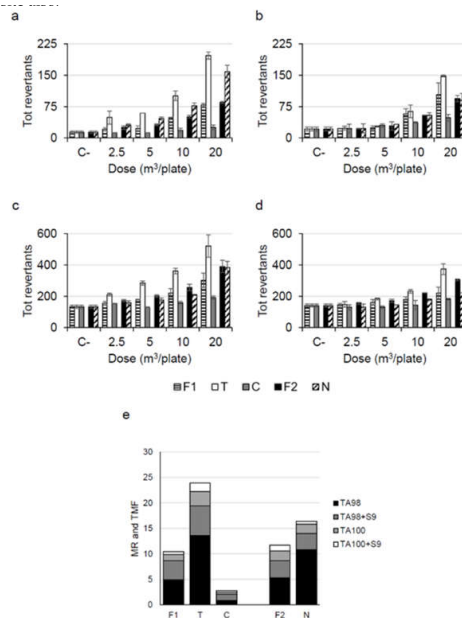 a
b
Tot revertants
225
150
75
0
C-
2.5
5
10
20
Dose (m³/plate)
Tot revertants
225
150
75
0
C-
2.5
5
10
20
Dose (m³/plate)
c
d
Tot revertants
600
400
200
0
C-
2.5
5
10
20
Dose (m³/plate)
Tot revertants
600
400
200
0
C-
2.5
5
10
20
Dose (m³/plate)
F1 T C F2 N
e
MR and TMF
30
25
20
15
10
5
0
F1 T C F2 N
TA98
TA98+S9
TA100
TA100+S9